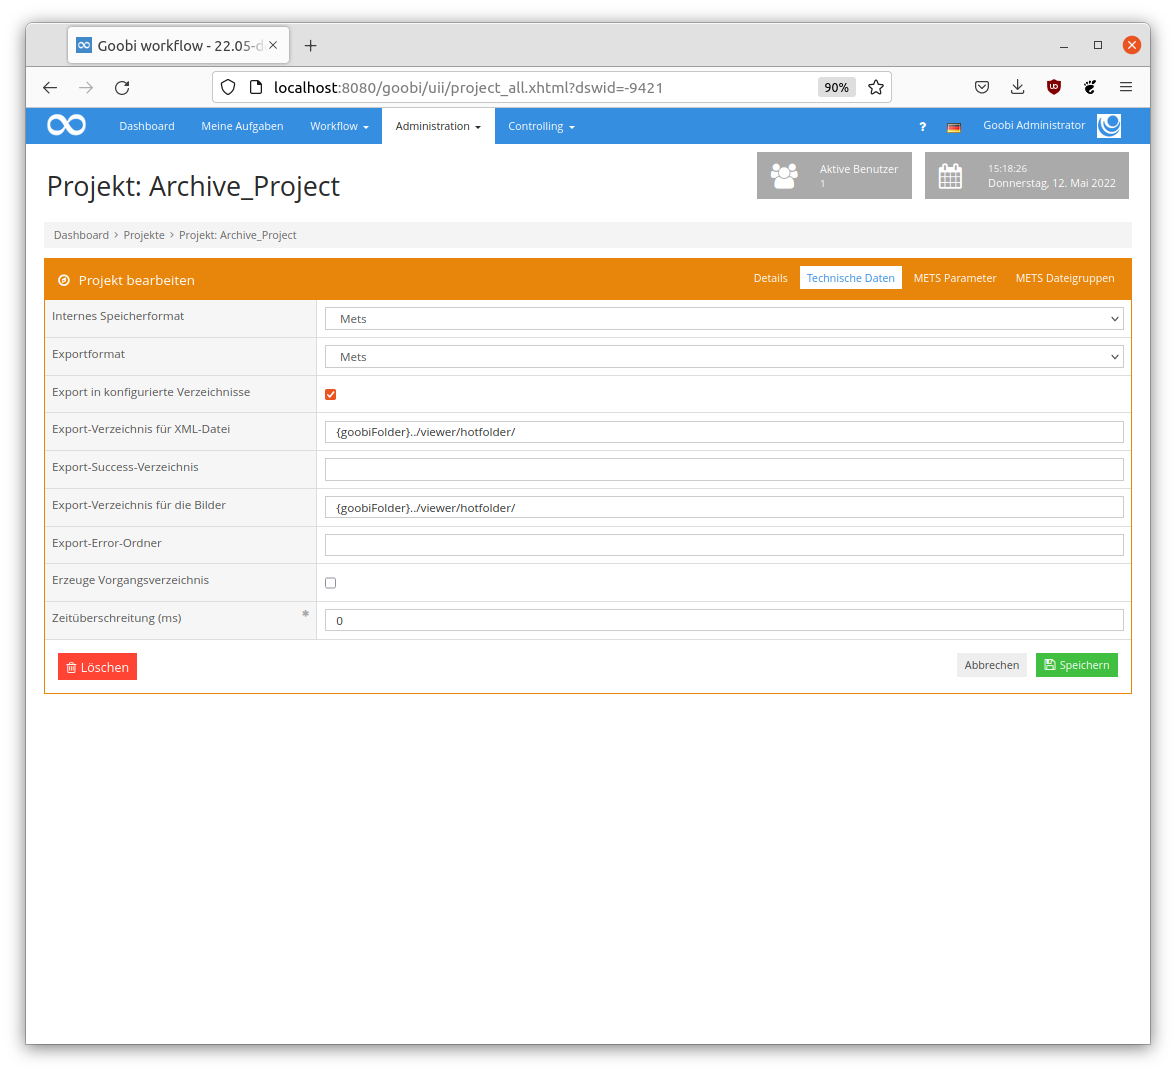 Goobi workflow - 22.05-d
localhost:8080/goobi/uii/project_all.xhtml?dswid=-9421
90%
Dashboard
Meine Aufgaben
Workflow
Administration
Controlling
?
Goobi Administrator
Projekt: Archive_Project
Aktive Benutzer
1
15:18:26
Donnerstag, 12. Mai 2022
Dashboard > Projekte > Projekt: Archive_Project
Projekt bearbeiten
Details
Technische Daten
METS Parameter
METS Dateigruppen
Internes Speicherformat
Mets
Exportformat
Mets
Export in konfigurierte Verzeichnisse
Export-Verzeichnis für XML-Datei
{goobiFolder}../viewer/hotfolder/
Export-Success-Verzeichnis
Export-Verzeichnis für die Bilder
{goobiFolder}../viewer/hotfolder/
Export-Error-Ordner
Erzeuge Vorgangsverzeichnis
Zeitüberschreitung (ms) *
0
Löschen
Abbrechen
Speichern